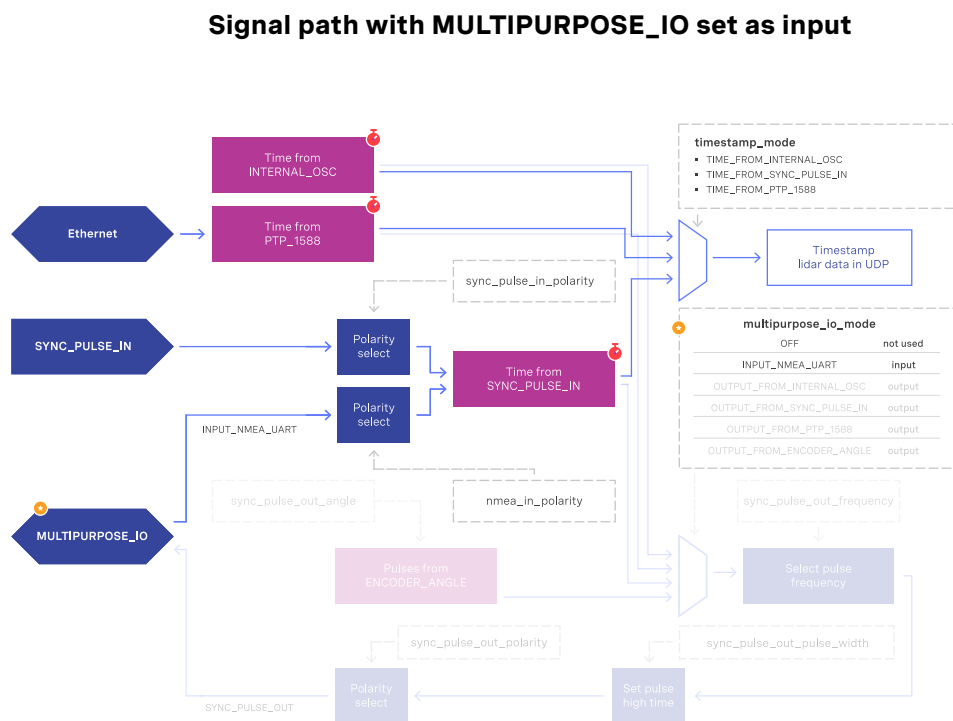 Signal path with MULTIPURPOSE_IO set as input
timestamp_mode
▪ TIME_FROM_INTERNAL_OSC
▪ TIME_FROM_SYNC_PULSE_IN
▪ TIME_FROM_PTP_1588
Time from
INTERNAL_OSC
Ethernet
Time from
PTP_1588
Timestamp
lidar data in UDP
sync_pulse_in_polarity
SYNC_PULSE_IN
Polarity
select
Time from
SYNC_PULSE_IN
multipurpose_io_mode
OFF not used
INPUT_NMEA_UART input
OUTPUT_FROM_INTERNAL_OSC output
OUTPUT_FROM_SYNC_PULSE_IN output
OUTPUT_FROM_PTP_1588 output
OUTPUT_FROM_ENCODER_ANGLE output
Polarity
select
INPUT_NMEA_UART
sync_pulse_out_angle
nmea_in_polarity
sync_pulse_out_frequency
MULTIPURPOSE_IO
Pulses from
ENCODER_ANGLE
Select pulse
frequency
sync_pulse_out_polarity
sync_pulse_out_pulse_width
Polarity
select
Set pulse
high time
SYNC_PULSE_OUT